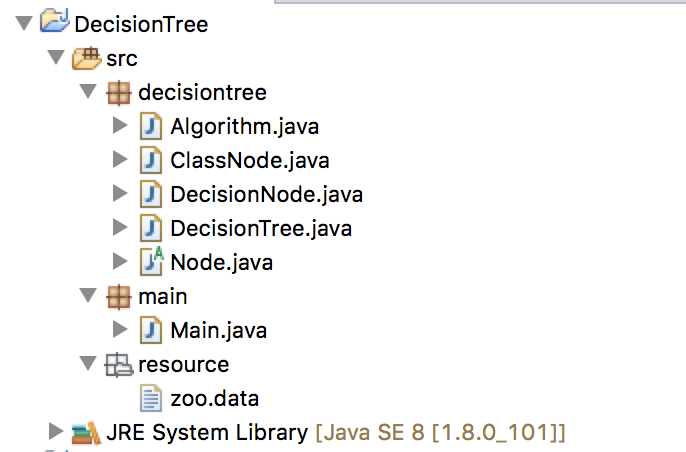 DecisionTree
src
decisiontree
Algorithm.java
ClassNode.java
DecisionNode.java
DecisionTree.java
Node.java
main
Main.java
resource
zoo.data
JRE System Library [Java SE 8 [1.8.0_101]]